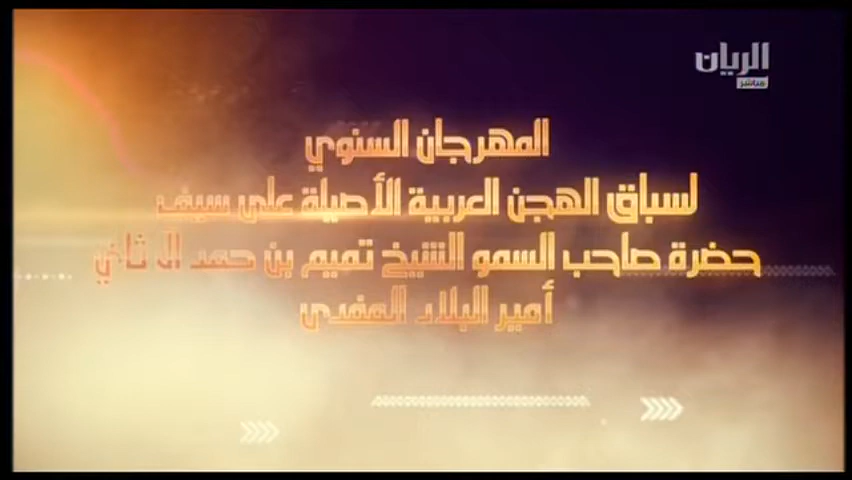 الريان
مباشر
المهرجان السنوي
لسباق الهجن العربية الأصيلة على سيف
حضرة صاحب السمو الشيخ تميم بن حمد آل ثاني
أمير البلاد المفدى